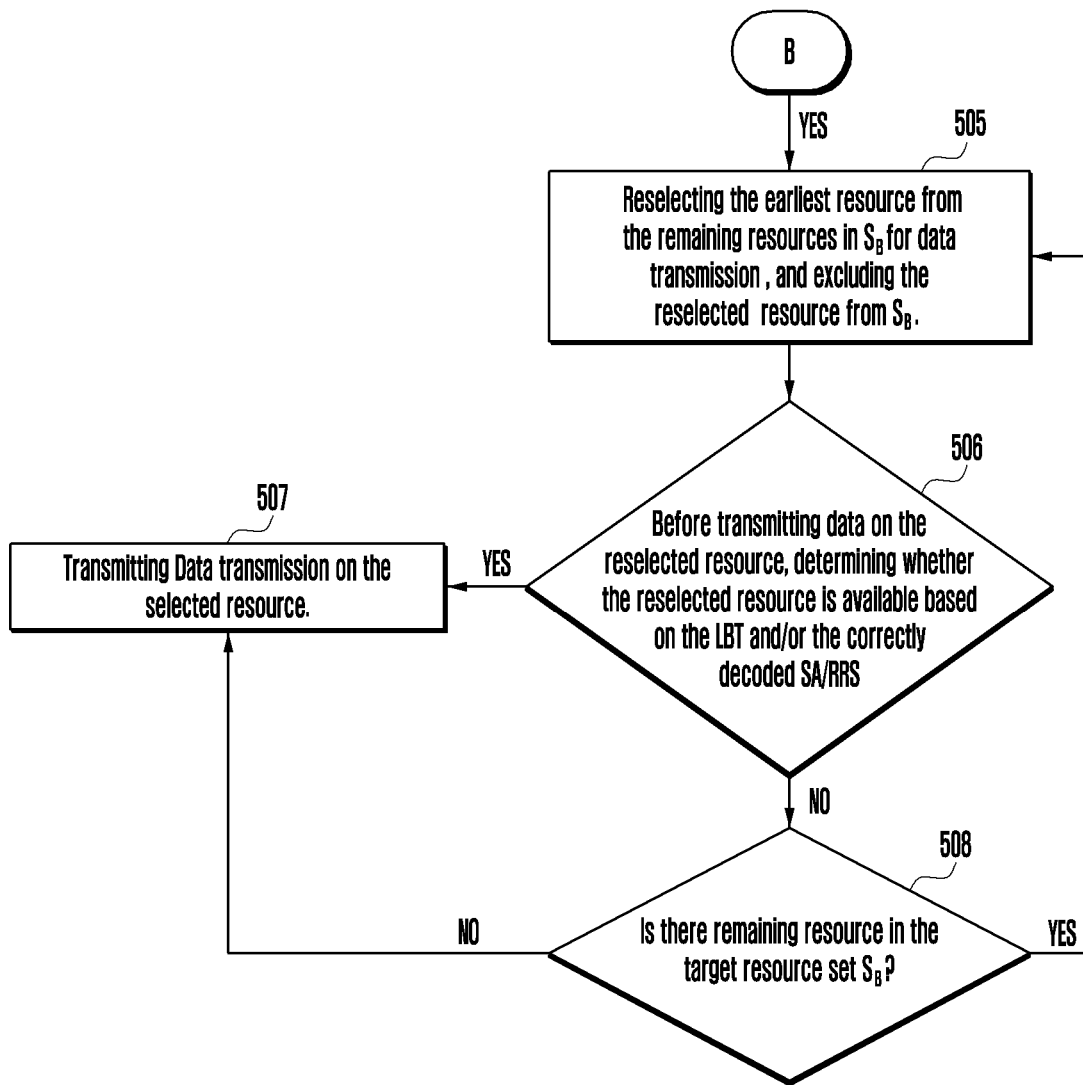 B
YES
505
Reselecting the earliest resource from
the remaining resources in S_B for data
transmission , and excluding the
reselected resource from S_B.
506
Before transmitting data on the
reselected resource, determining whether
the reselected resource is available based
on the LBT and/or the correctly
decoded SA/RRS
YES
507
Transmitting Data transmission on the
selected resource.
NO
508
Is there remaining resource in the
target resource set S_B?
NO
YES